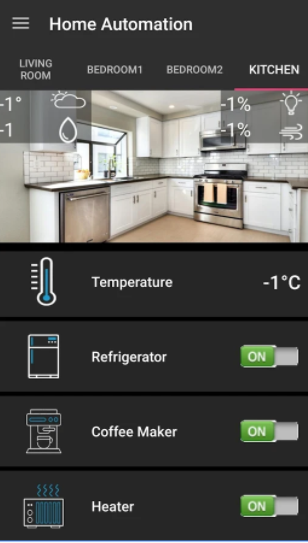 Home Automation
LIVING
ROOM
BEDROOM1
BEDROOM2
KITCHEN
-1°
-1%
-1
-1%
Temperature
-1°C
Refrigerator
ON
Coffee Maker
ON
Heater
ON